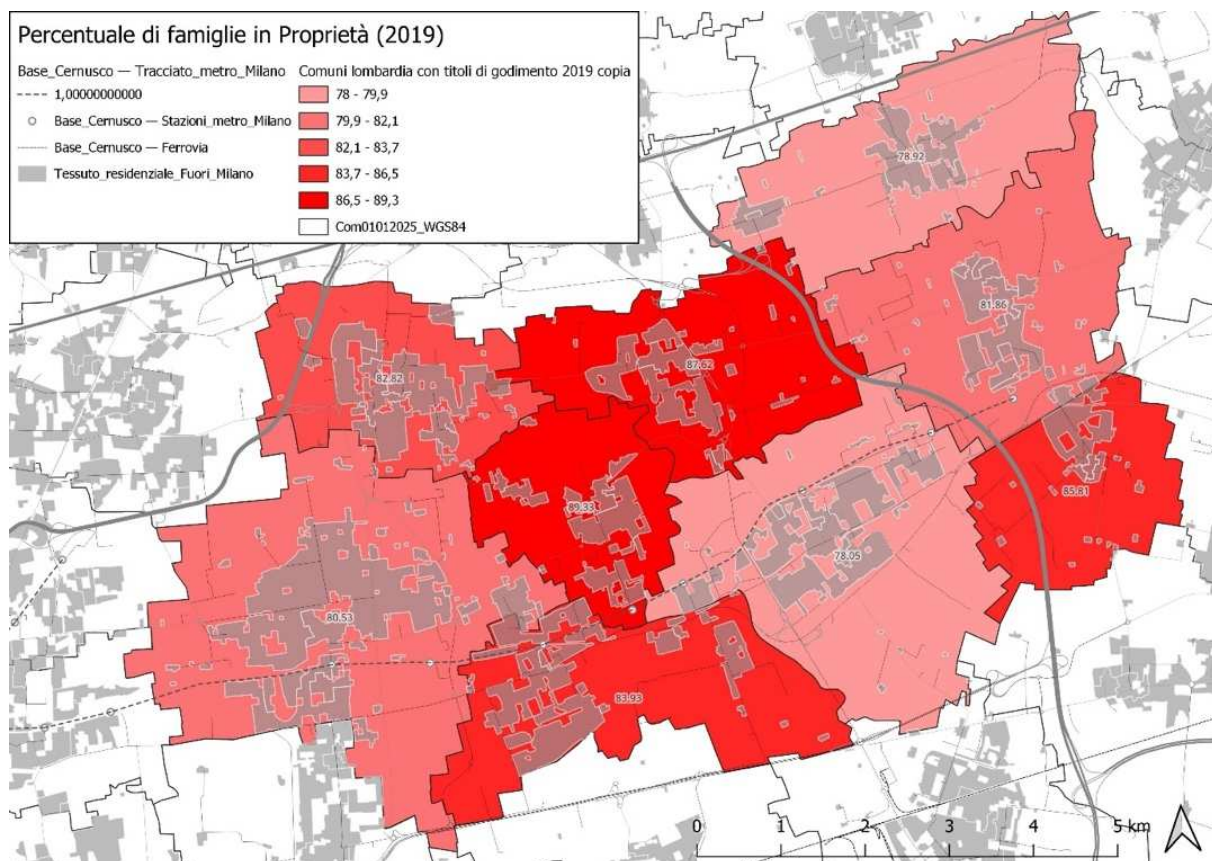 Percentuale di famiglie in Proprietà (2019)
Base_Cernusco — Tracciato_metro_Milano
1,00000000000
Base_Cernusco — Stazioni_metro_Milano
Base_Cernusco — Ferrovia
Tessuto_residenziale_Fuori_Milano
Comuni lombardia con titoli di godimento 2019 copia
78 - 79,9
79,9 - 82,1
82,1 - 83,7
83,7 - 86,5
86,5 - 89,3
Com01012025_WGS84
78.92
81.86
87.62
82.82
85.81
89.33
78.05
80.53
83.93
0 1 2 3 4 5 km